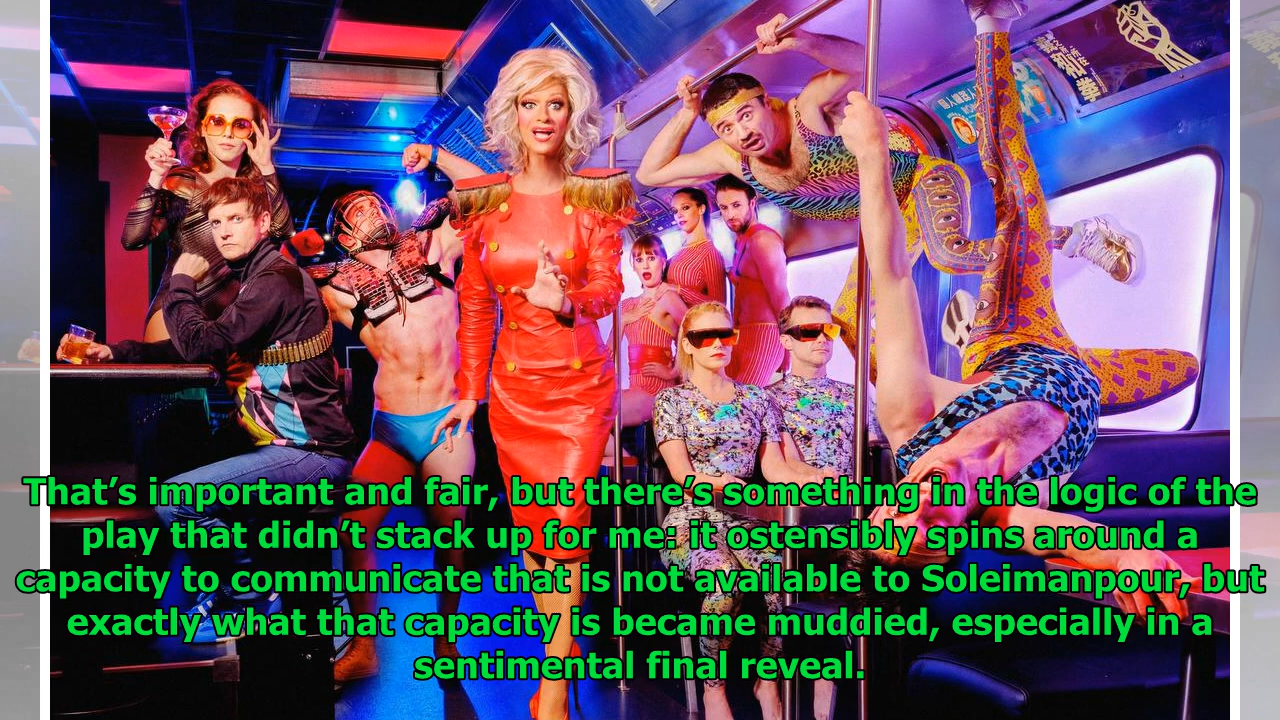 That’s important and fair, but there’s something in the logic of the
play that didn’t stack up for me: it ostensibly spins around a
capacity to communicate that is not available to Soleimanpour, but
exactly what that capacity is became muddied, especially in a
sentimental final reveal.